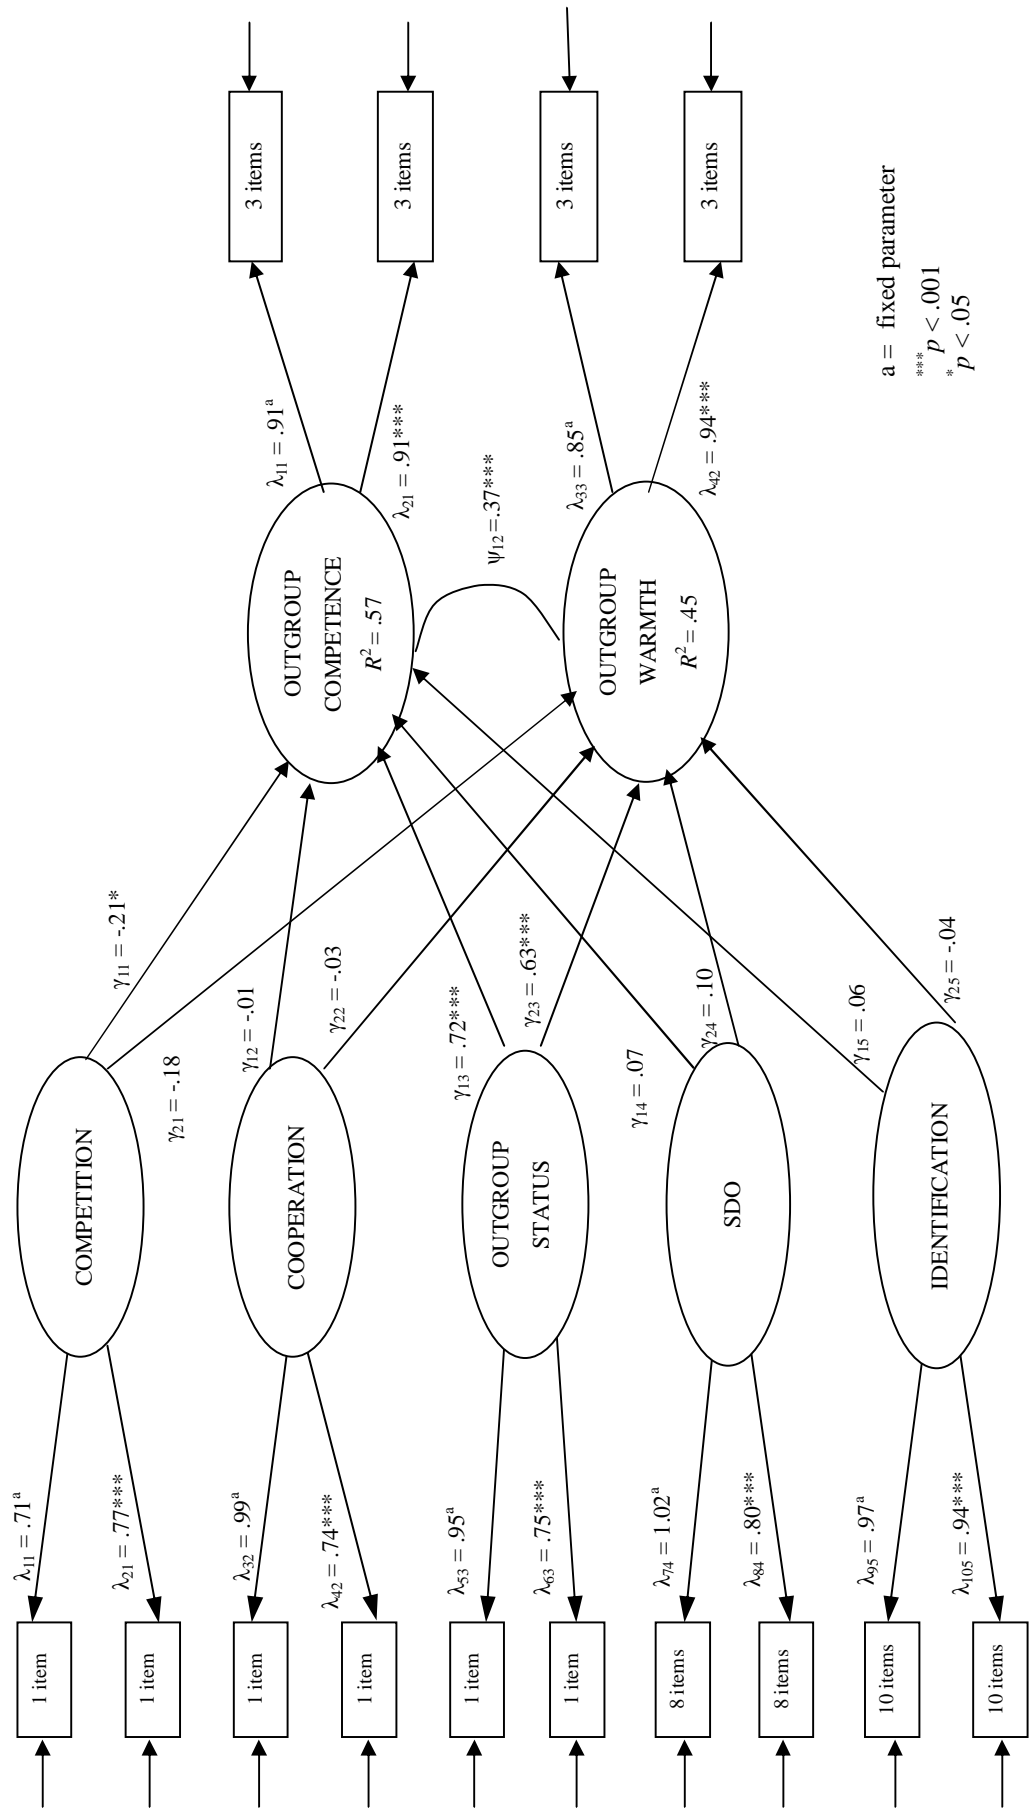 1 item
1 item
1 item
1 item
1 item
1 item
8 items
8 items
10 items
10 items
λ11 = .71a
λ21 = .77***
λ32 = .99a
λ42 = .74***
λ53 = .95a
λ63 = .75***
λ74 = 1.02a
λ84 = .80***
λ95 = .97a
λ105 = .94***
COMPETITION
COOPERATION
OUTGROUP
STATUS
SDO
IDENTIFICATION
γ11 = -.21*
γ21 = -.18
γ12 = -.01
γ22 = -.03
γ13 = .72***
γ23 = .63***
γ14 = .07
γ24 = .10
γ15 = .06
γ25 = -.04
OUTGROUP
COMPETENCE
R2 = .57
OUTGROUP
WARMTH
R2 = .45
ψ12 =.37***
λ11 = .91a
λ21 = .91***
λ33 = .85a
λ42 = .94***
3 items
3 items
3 items
3 items
a = fixed parameter
*** p < .001
* p < .05